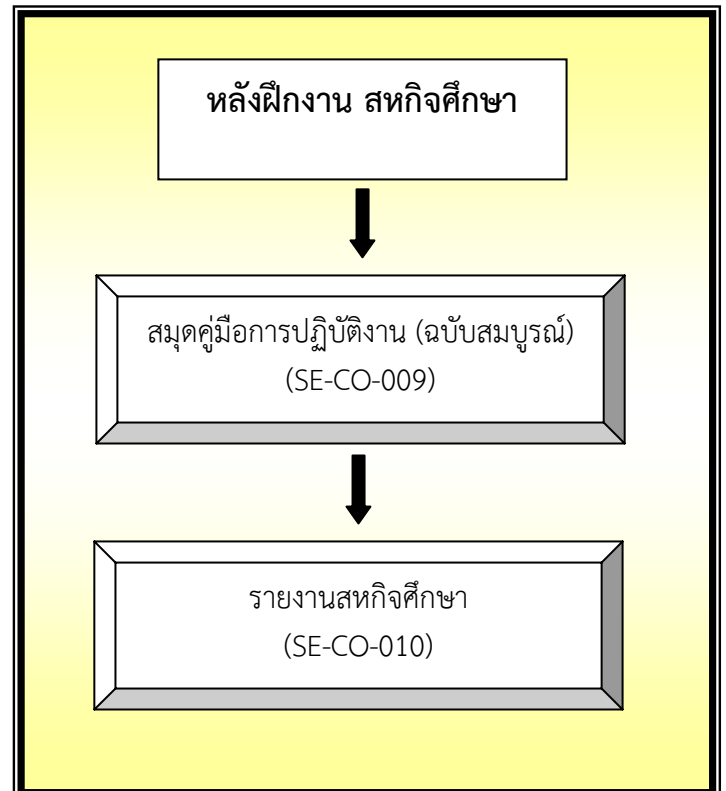 หลังฝึกงาน สหกิจศึกษา
สมุดคู่มือการปฏิบัติงาน (ฉบับสมบูรณ์)
(SE-CO-009)
รายงานสหกิจศึกษา
(SE-CO-010)